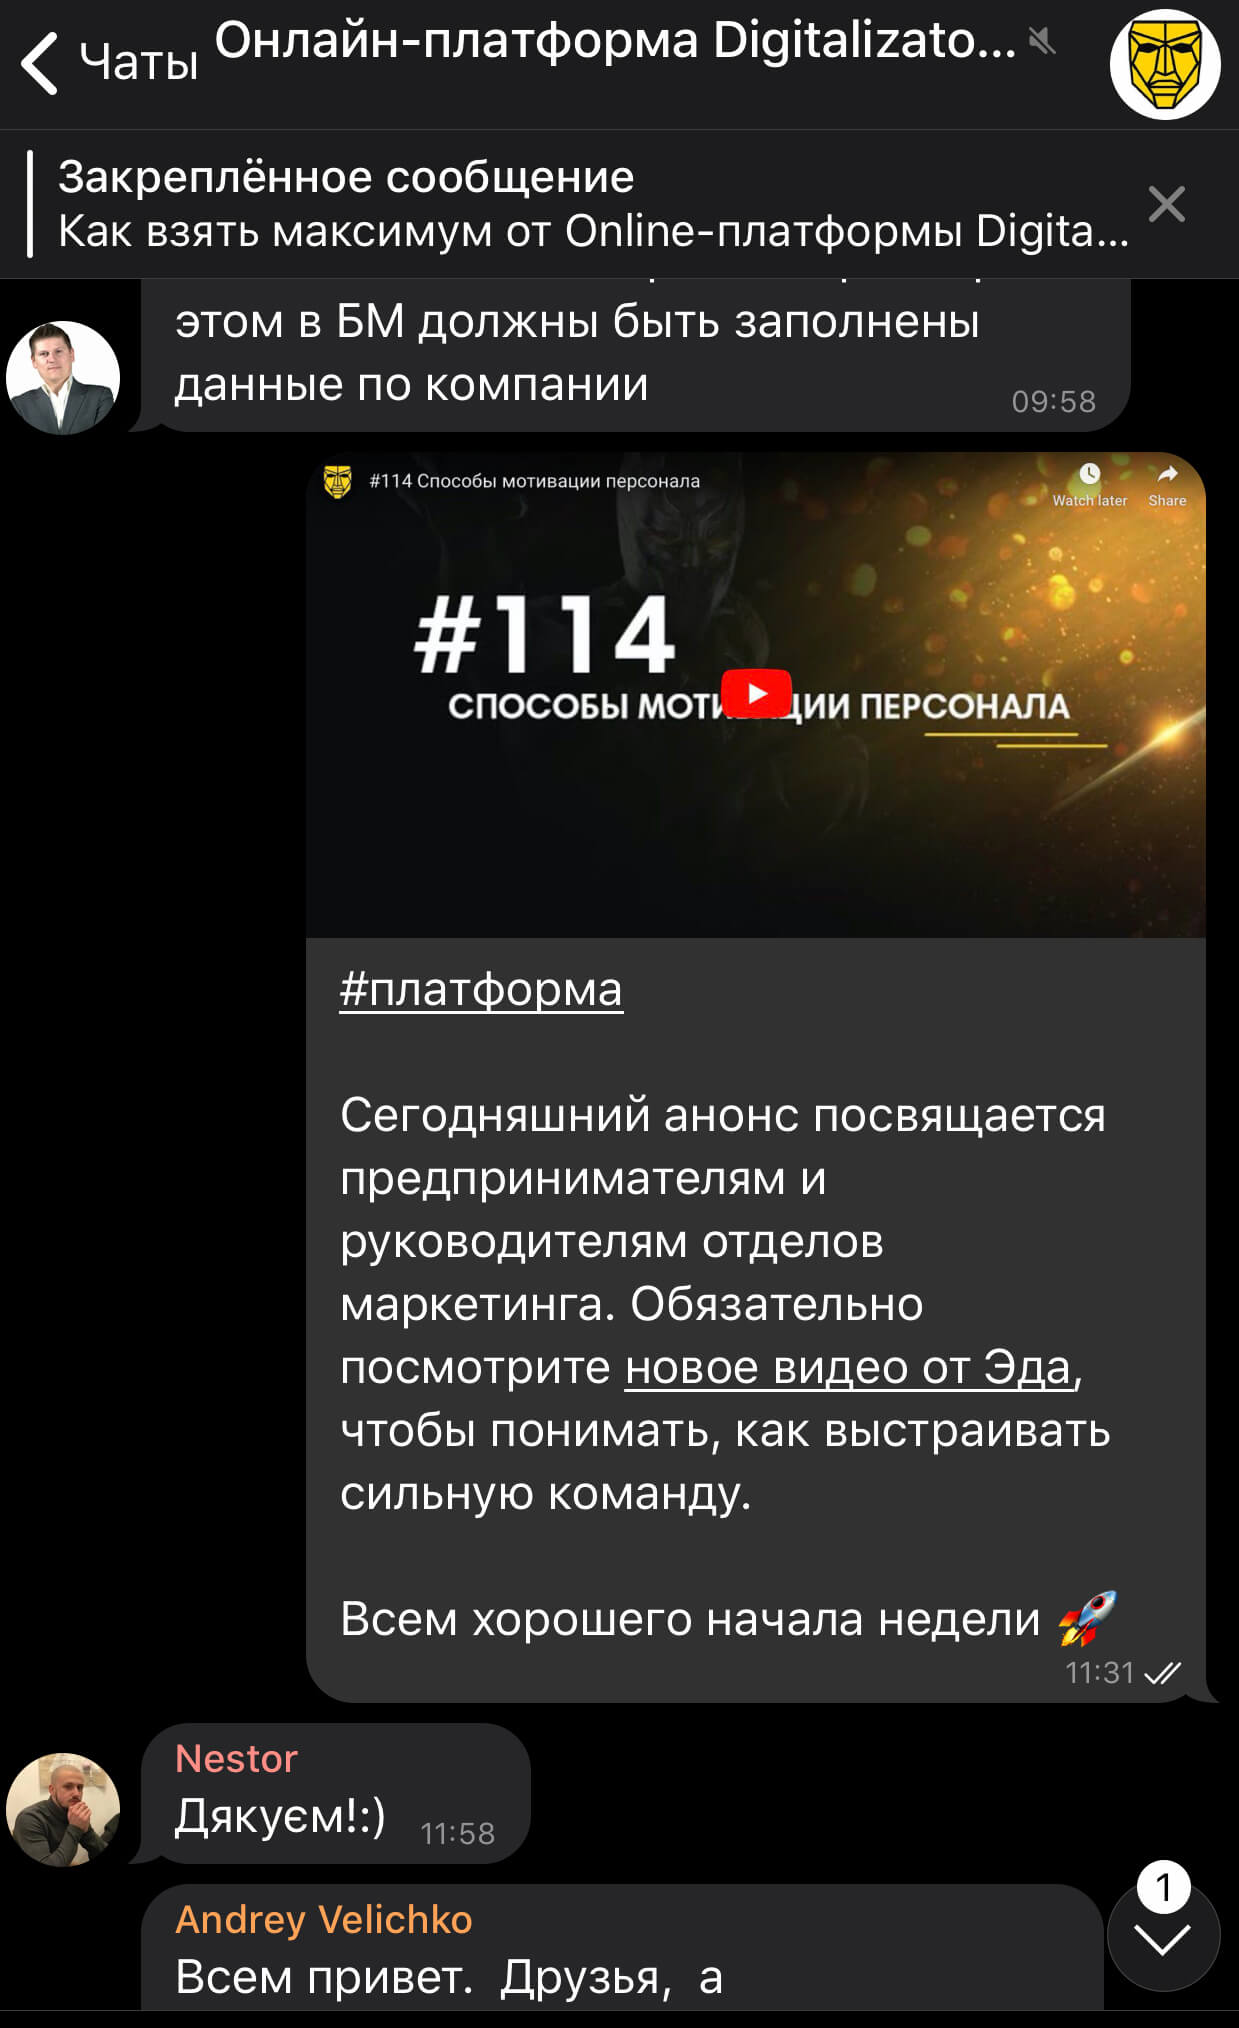 Чаты
Онлайн-платформа Digitalizato...
Закреплённое сообщение
Как взять максимум от Online-платформы Digita...
этом в БМ должны быть заполнены
данные по компании
09:58
#114 Способы мотивации персонала
Watch later
Share
#114
СПОСОБЫ МОТИВАЦИИ ПЕРСОНАЛА
#платформа
Сегодняшний анонс посвящается
предпринимателям и
руководителям отделов
маркетинга. Обязательно
посмотрите новое видео от Эда,
чтобы понимать, как выстраивать
сильную команду.
Всем хорошего начала недели 🚀
11:31
Nestor
Дякуєм!:)
11:58
1
Andrey Velichko
Всем привет. Друзья, а